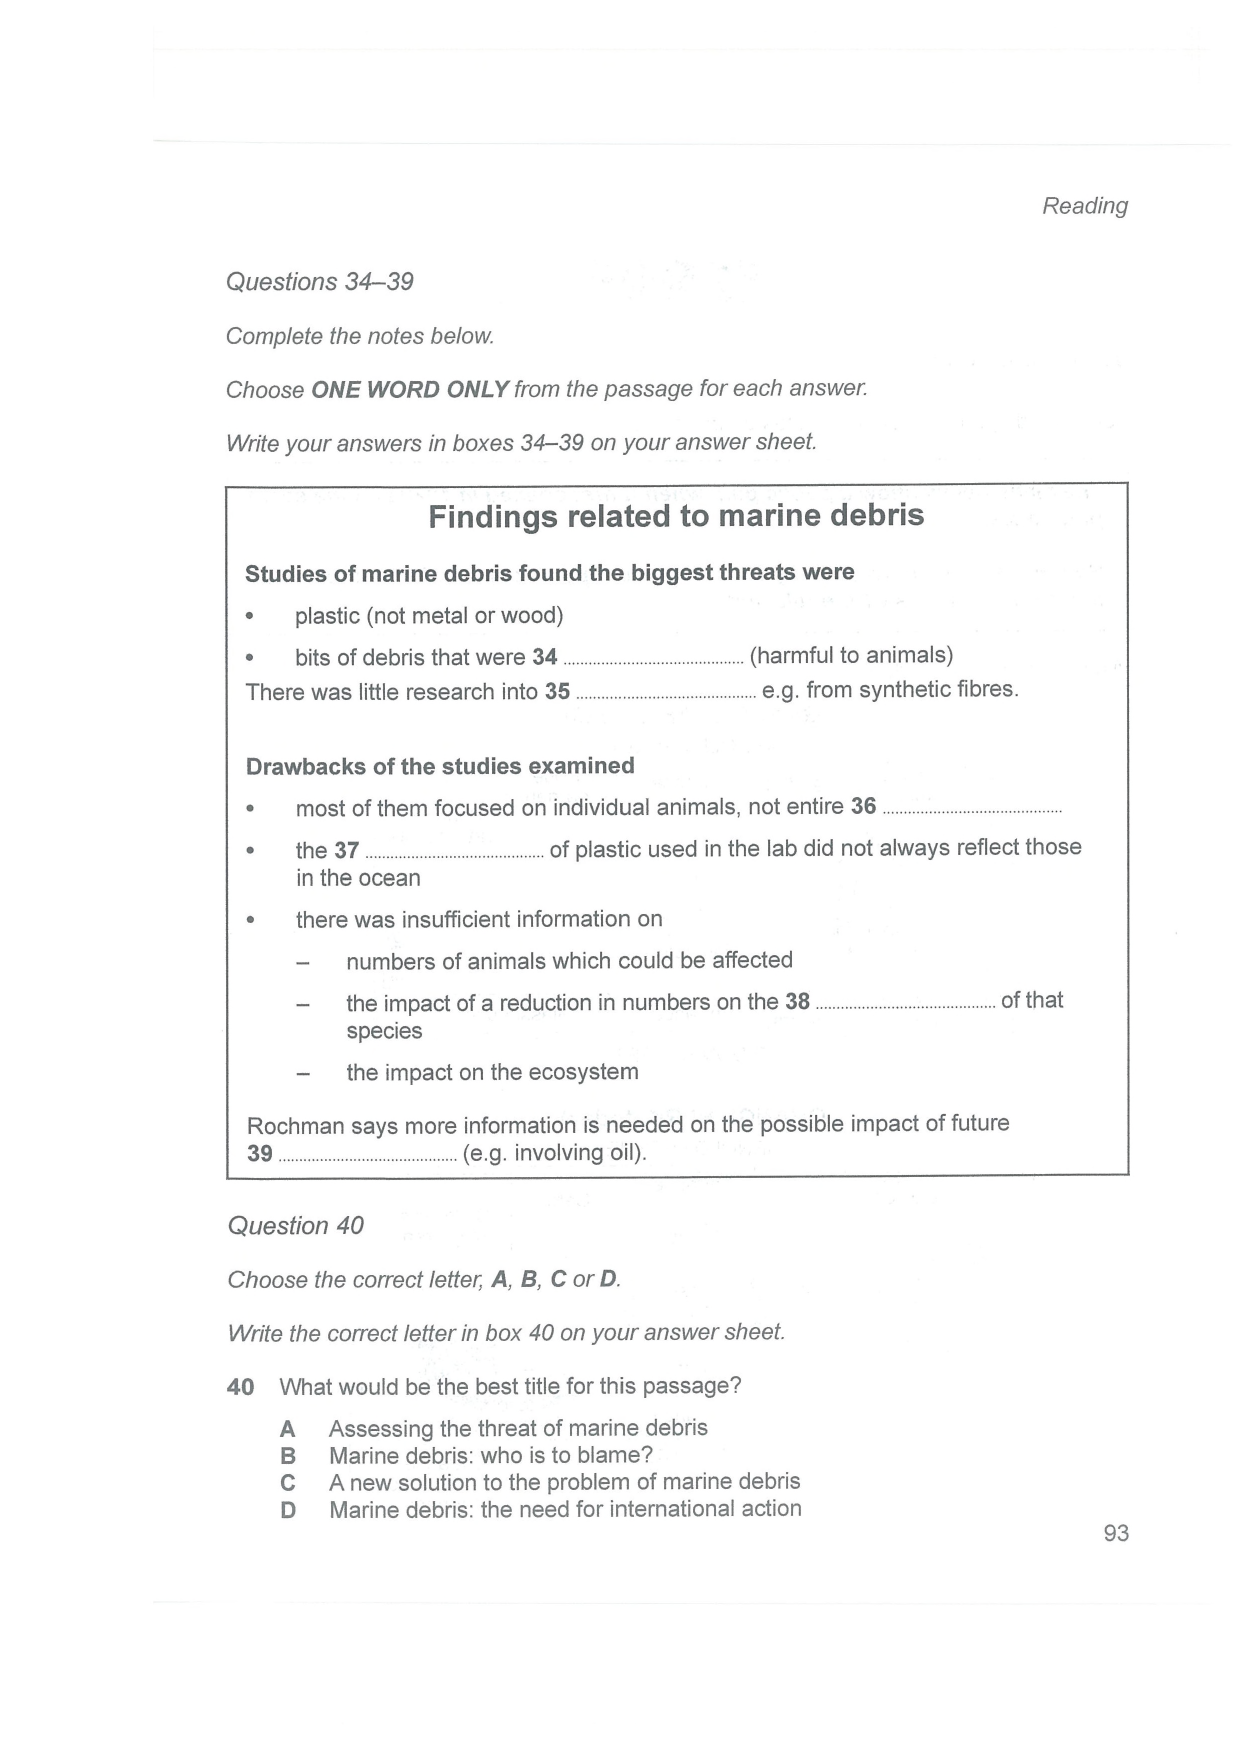 Reading
Questions 34–39
Complete the notes below.
Choose ONE WORD ONLY from the passage for each answer.
Write your answers in boxes 34–39 on your answer sheet.
Findings related to marine debris
Studies of marine debris found the biggest threats were
• plastic (not metal or wood)
• bits of debris that were 34 ........................................ (harmful to animals)
There was little research into 35 ........................................ e.g. from synthetic fibres.
Drawbacks of the studies examined
• most of them focused on individual animals, not entire 36 ........................................
• the 37 ........................................ of plastic used in the lab did not always reflect those
in the ocean
• there was insufficient information on
– numbers of animals which could be affected
– the impact of a reduction in numbers on the 38 ........................................ of that
species
– the impact on the ecosystem
Rochman says more information is needed on the possible impact of future
39 ........................................ (e.g. involving oil).
Question 40
Choose the correct letter, A, B, C or D.
Write the correct letter in box 40 on your answer sheet.
40 What would be the best title for this passage?
A Assessing the threat of marine debris
B Marine debris: who is to blame?
C A new solution to the problem of marine debris
D Marine debris: the need for international action
93